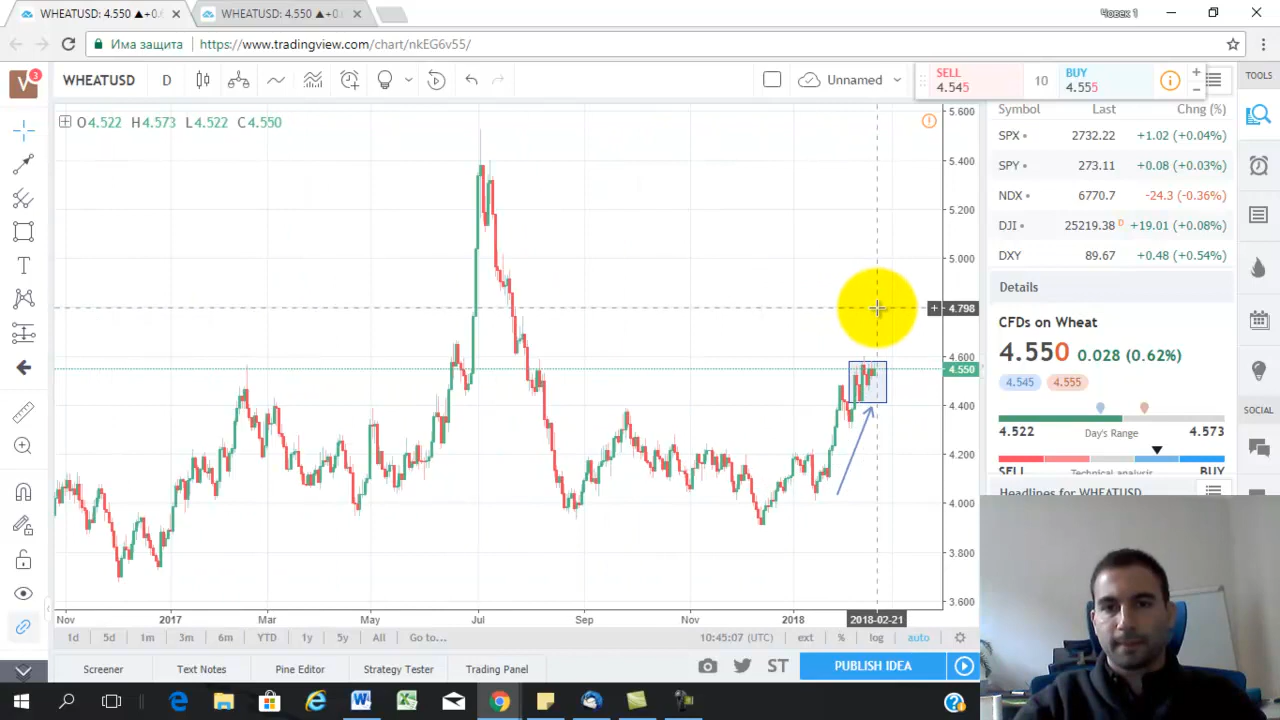 WHEATUSD: 4.550 ▲+0.6
WHEATUSD: 4.550 ▲+0.
Човек 1
Има защита
https://www.tradingview.com/chart/nkEG6v55/
V
3
WHEATUSD
D
Unnamed
SELL
4.545
10
BUY
4.555
TOOLS
O4.522 H4.573 L4.522 C4.550
5.600
5.400
5.200
5.000
4.798
4.600
4.550
4.400
4.200
4.000
3.800
3.600
Symbol Last Chng (%)
SPX 2732.22 +1.02 (+0.04%)
SPY 273.11 +0.08 (+0.03%)
NDX 6770.7 -24.3 (-0.36%)
DJI 25219.38 D +19.01 (+0.08%)
DXY 89.67 +0.48 (+0.54%)
Details
CFDs on Wheat
4.550 0.028 (0.62%)
4.545 4.555
4.522 Day's Range 4.573
SELL Technical analysis BUY
Headlines for WHEATUSD
SOCIAL
Nov 2017 Mar May Jul Sep Nov 2018 2018-02-21
1d 5d 1m 3m 6m YTD 1y 5y All Go to...
10:45:07 (UTC) ext % log auto
Screener Text Notes Pine Editor Strategy Tester Trading Panel
ST
PUBLISH IDEA